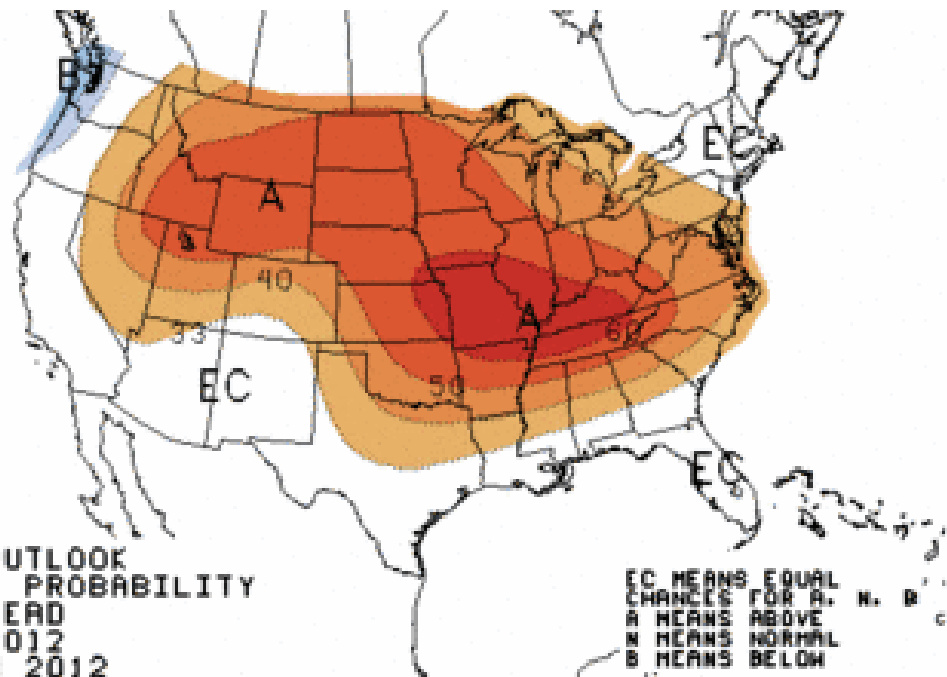 B
EC
A
40
33
A
60
EC
50
EC
UTLOOK
PROBABILITY
EAD
012
2012
EC MEANS EQUAL
CHANCES FOR A, N, B
A MEANS ABOVE
N MEANS NORMAL
B MEANS BELOW